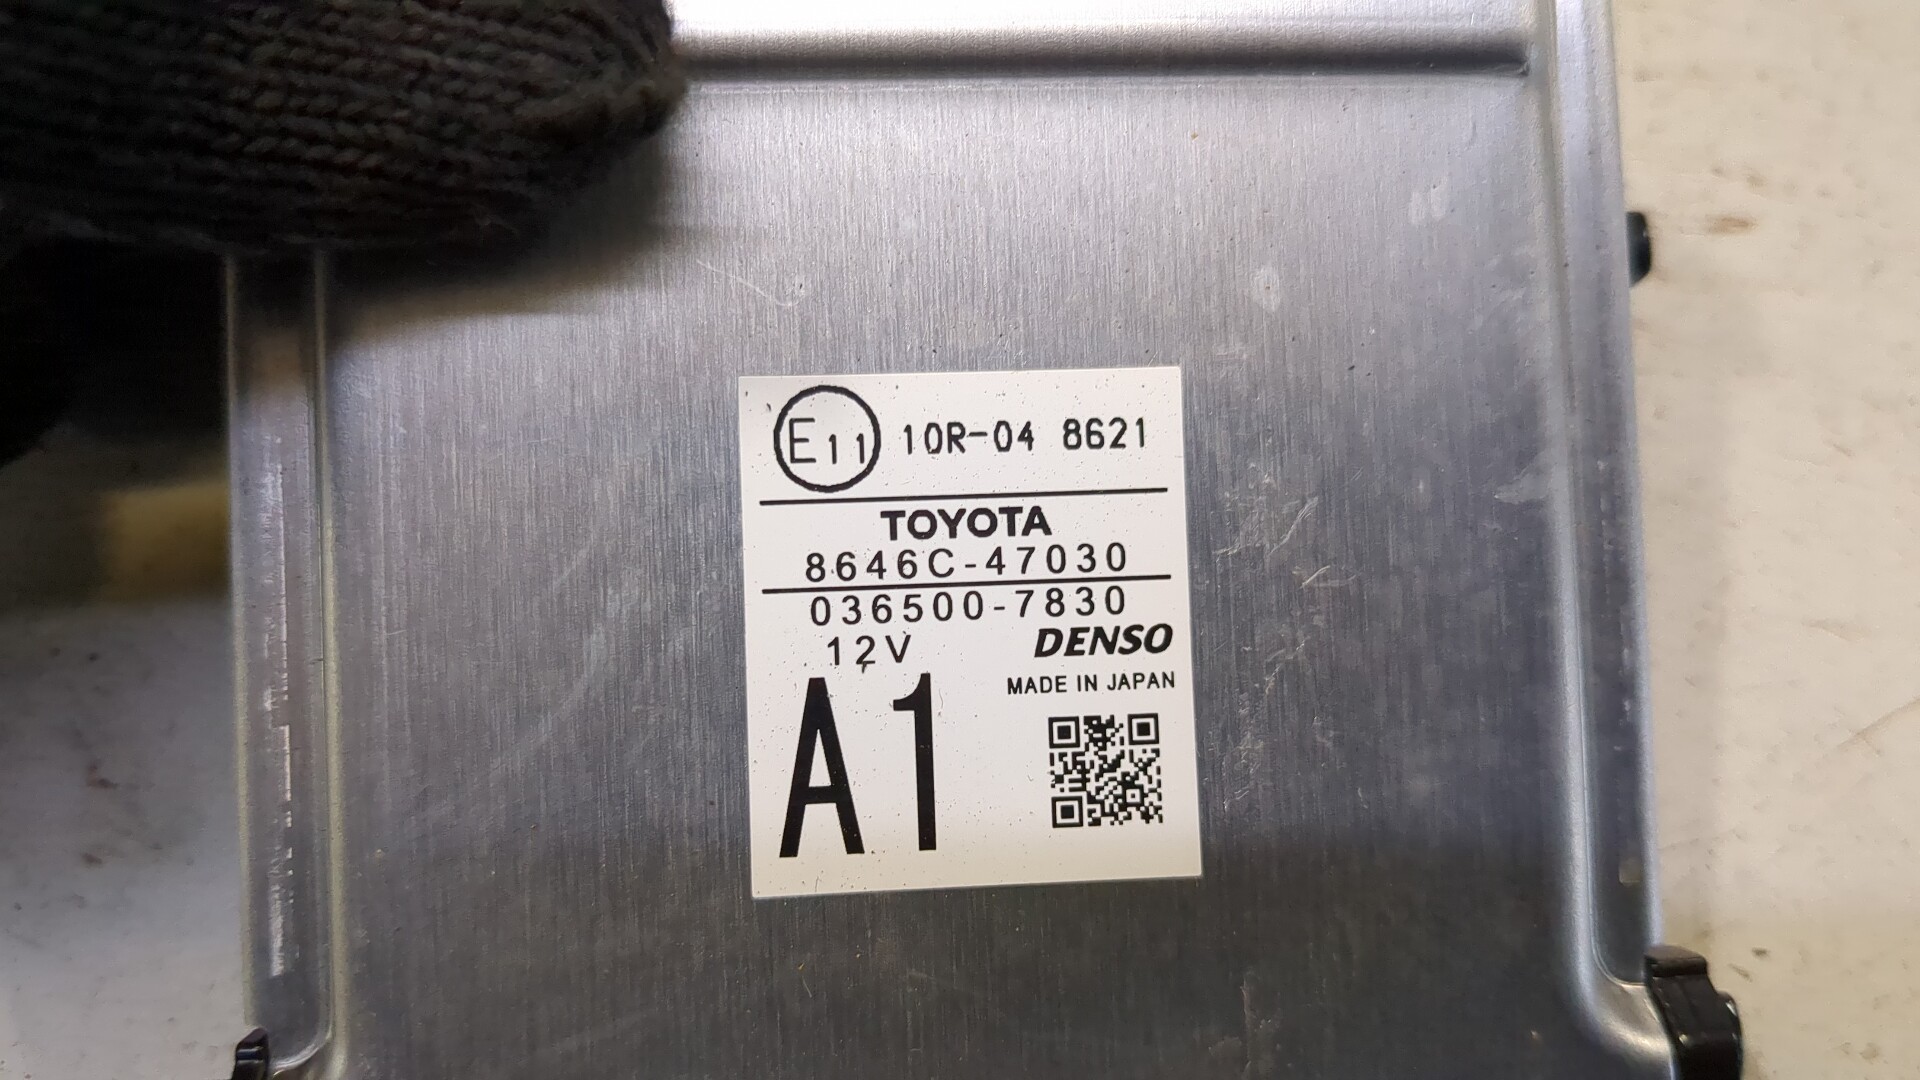 E11 10R-04 8621
TOYOTA
8646C-47030
036500-7830
12V DENSO
MADE IN JAPAN
A1